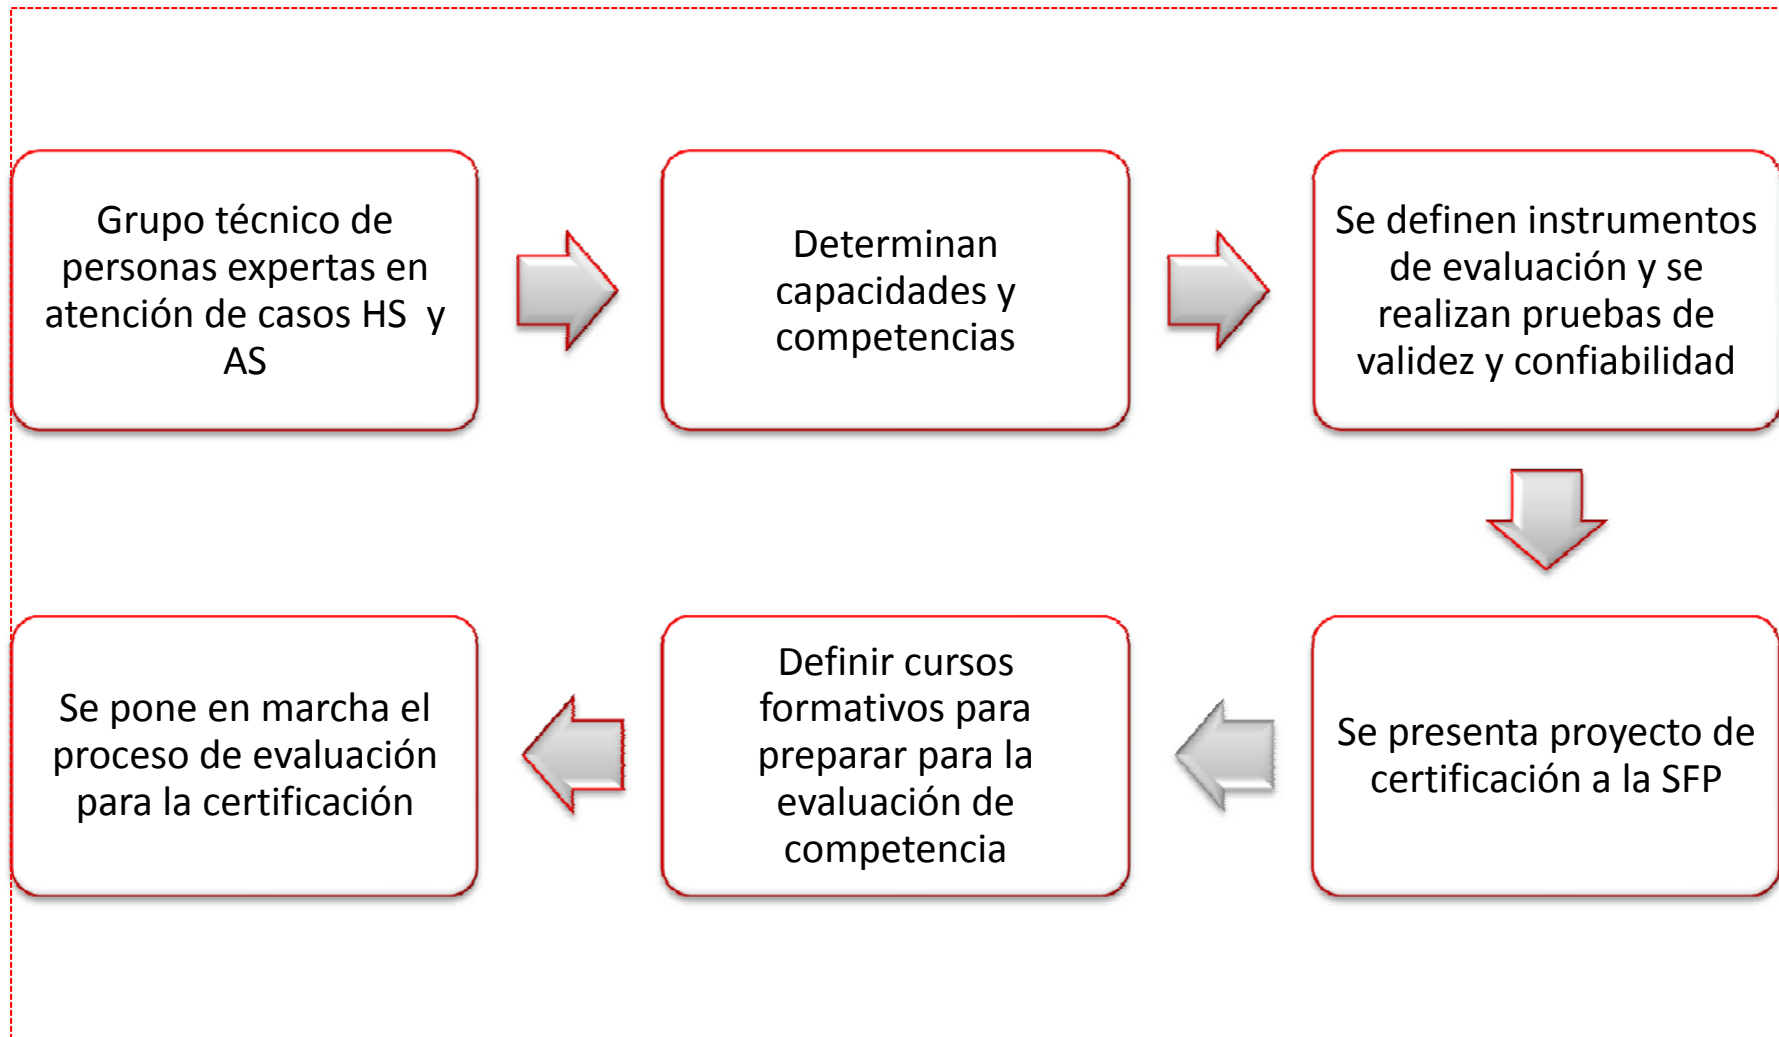 Grupo técnico de
personas expertas en
atención de casos HS  y
AS
Determinan
capacidades y
competencias
Se definen instrumentos
de evaluación y se
realizan pruebas de
validez y confiabilidad
Se presenta proyecto de
certificación a la SFP
Definir cursos
formativos para
preparar para la
evaluación de
competencia
Se pone en marcha el
proceso de evaluación
para la certificación